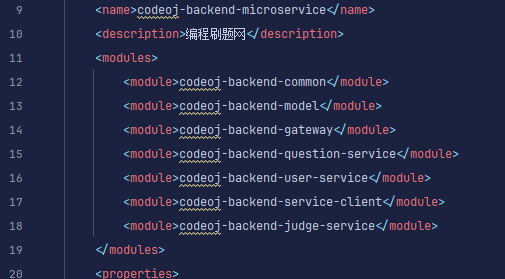 9 <name>codeoj-backend-microservice</name>
10 <description>编程刷题网</description>
11 <modules>
12 <module>codeoj-backend-common</module>
13 <module>codeoj-backend-model</module>
14 <module>codeoj-backend-gateway</module>
15 <module>codeoj-backend-question-service</module>
16 <module>codeoj-backend-user-service</module>
17 <module>codeoj-backend-service-client</module>
18 <module>codeoj-backend-judge-service</module>
19 </modules>
20 <properties>